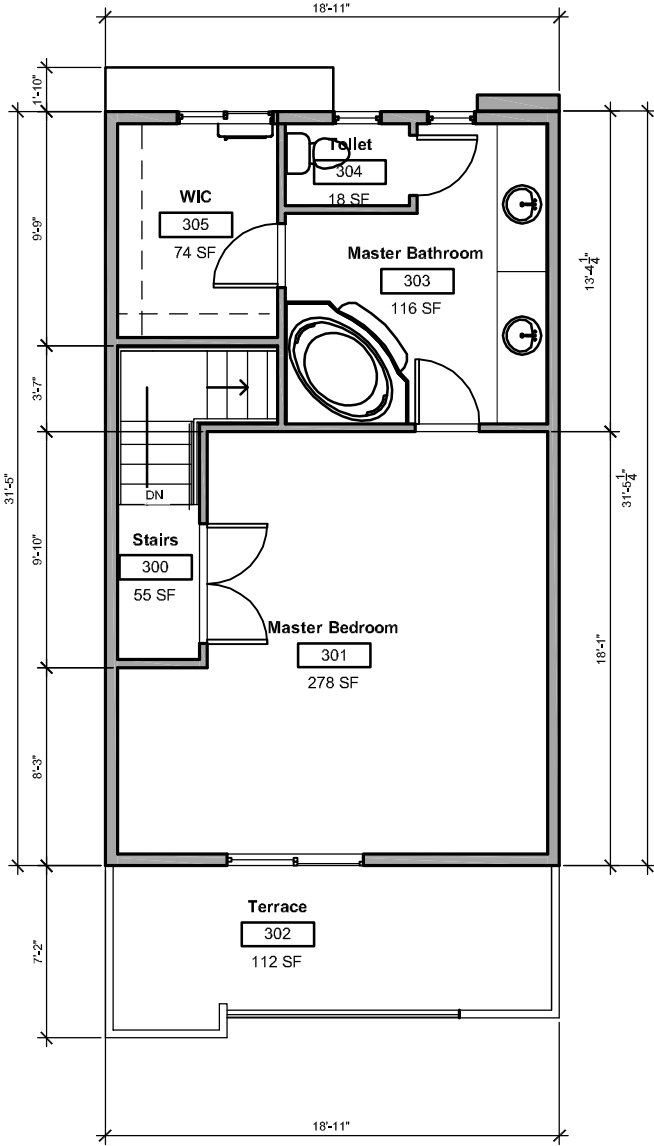 18'-11"
1'-10"
Toilet
304
18 SF
WIC
305
74 SF
9'-9"
Master Bathroom
303
116 SF
13'-4 1/4"
3'-7"
31'-5"
31'-5 1/4"
DN
9'-10"
Stairs
300
55 SF
Master Bedroom
301
278 SF
18'-1"
8'-3"
Terrace
302
112 SF
7'-2"
18'-11"